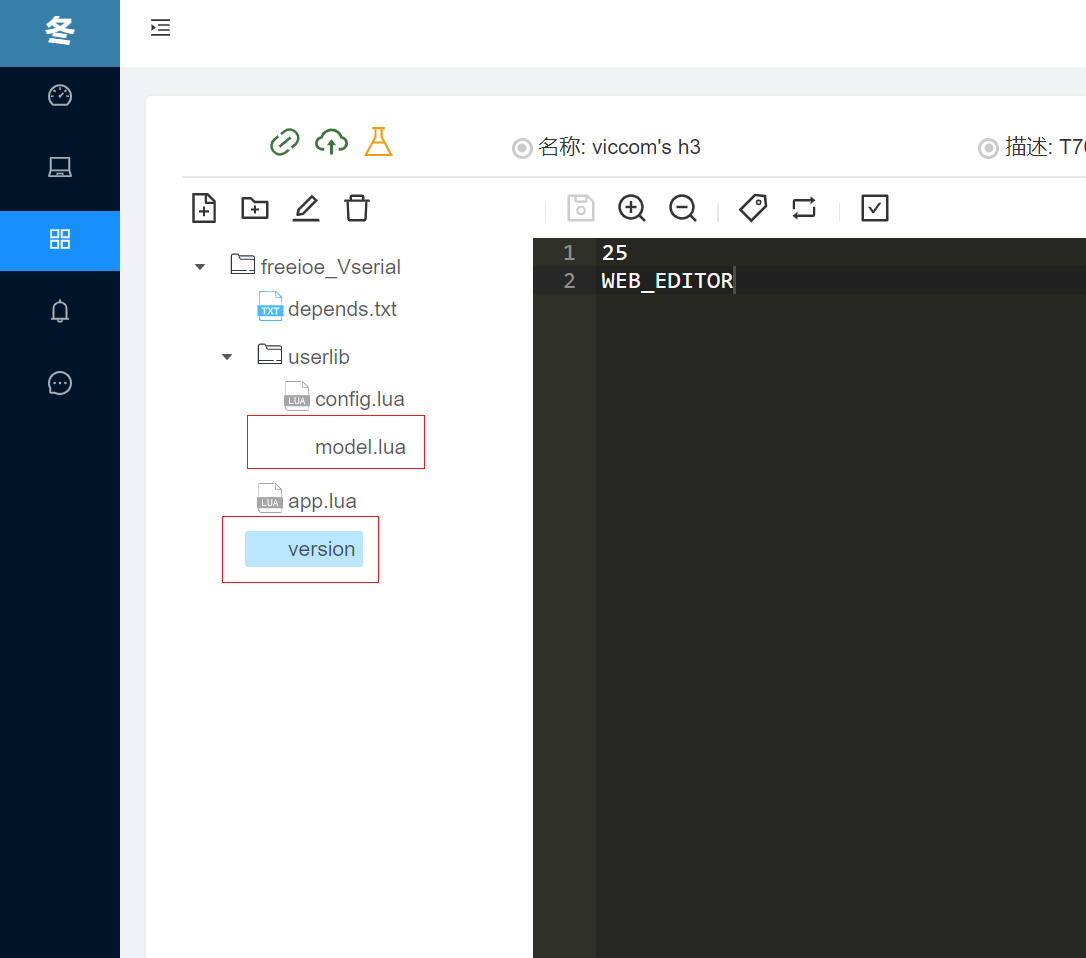 冬
名称: viccom's h3
描述: T70
freeioe_Vserial
TXT
depends.txt
userlib
LUA
config.lua
model.lua
LUA
app.lua
version
1 25
2 WEB_EDITOR